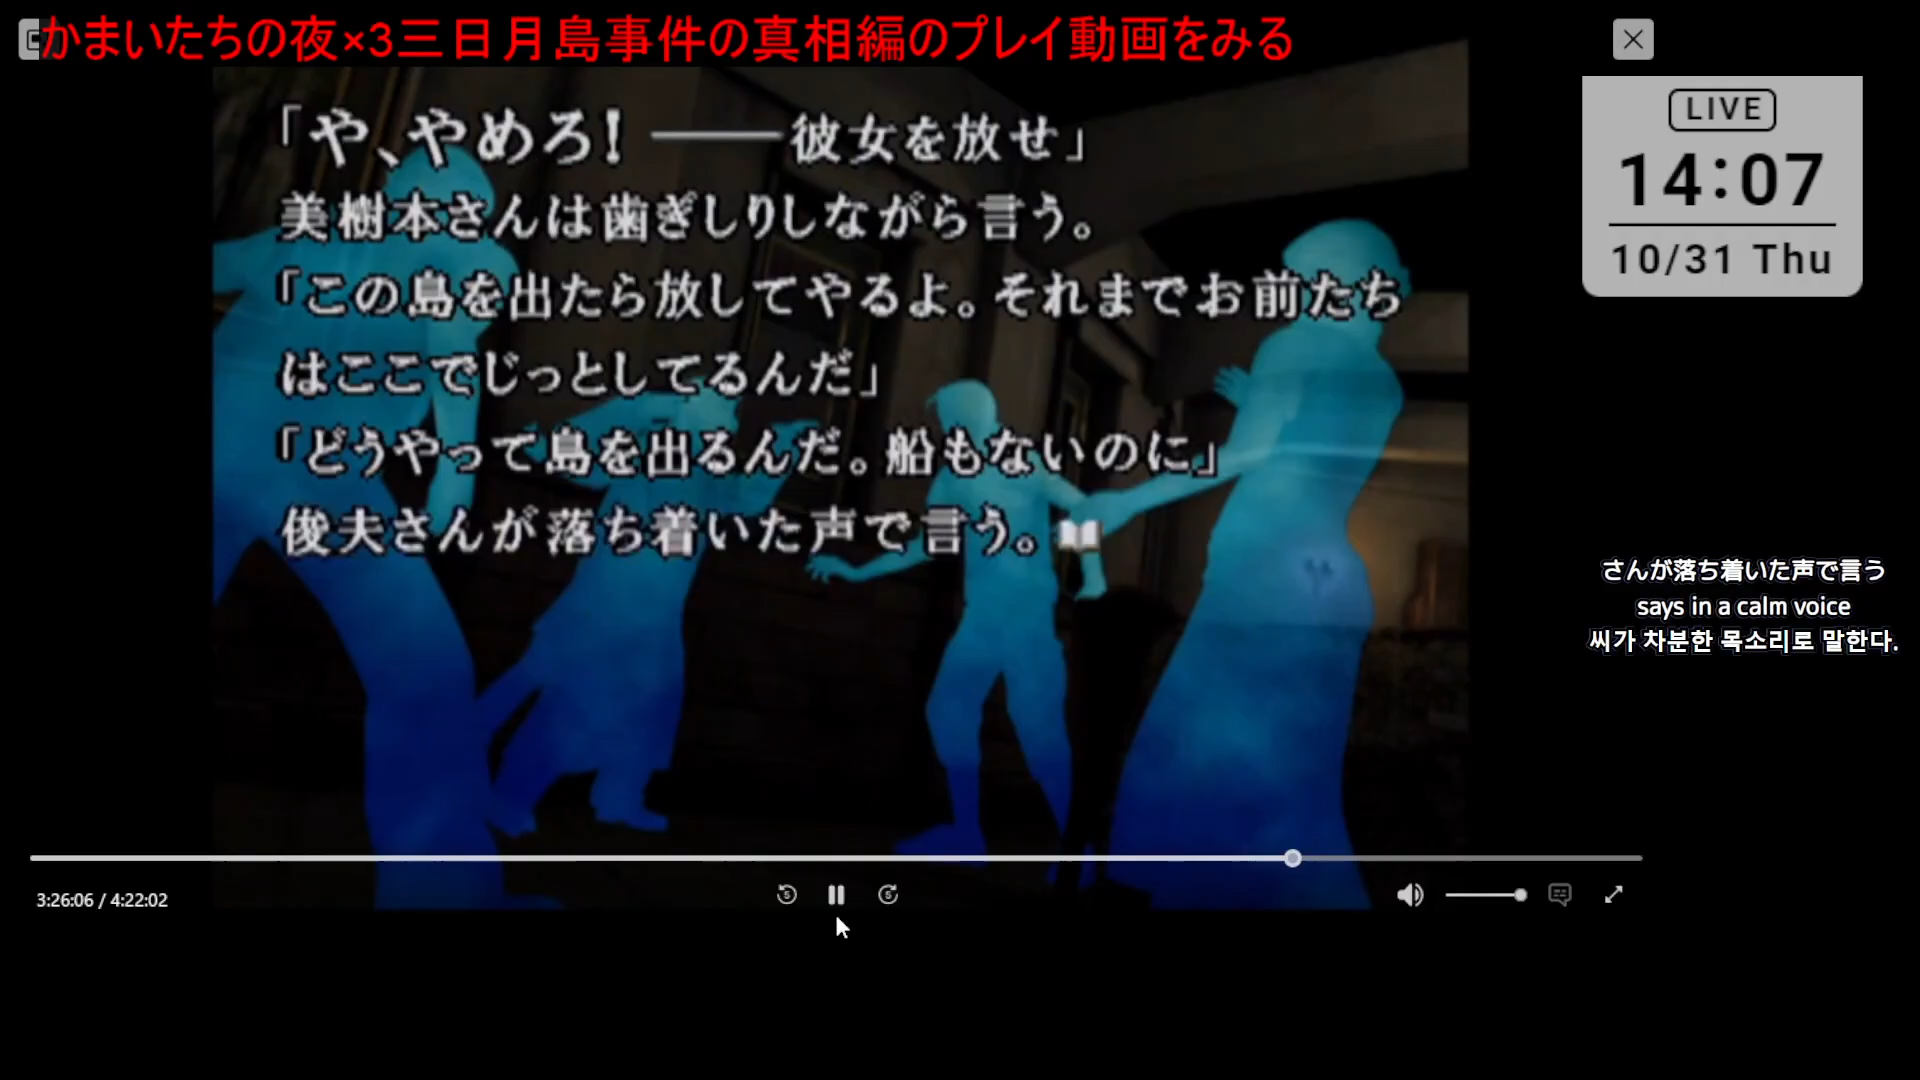 かまいたちの夜×3三日月島事件の真相編のプレイ動画をみる
「や、やめろ！――彼女を放せ」
美樹本さんは歯ぎしりしながら言う。
「この島を出たら放してやるよ。それまでお前たち
はここでじっとしてるんだ」
「どうやって島を出るんだ。船もないのに」
俊夫さんが落ち着いた声で言う。
LIVE
14:07
10/31 Thu
さんが落ち着いた声で言う
says in a calm voice
씨가 차분한 목소리로 말한다.
3:26:06 / 4:22:02
5
5